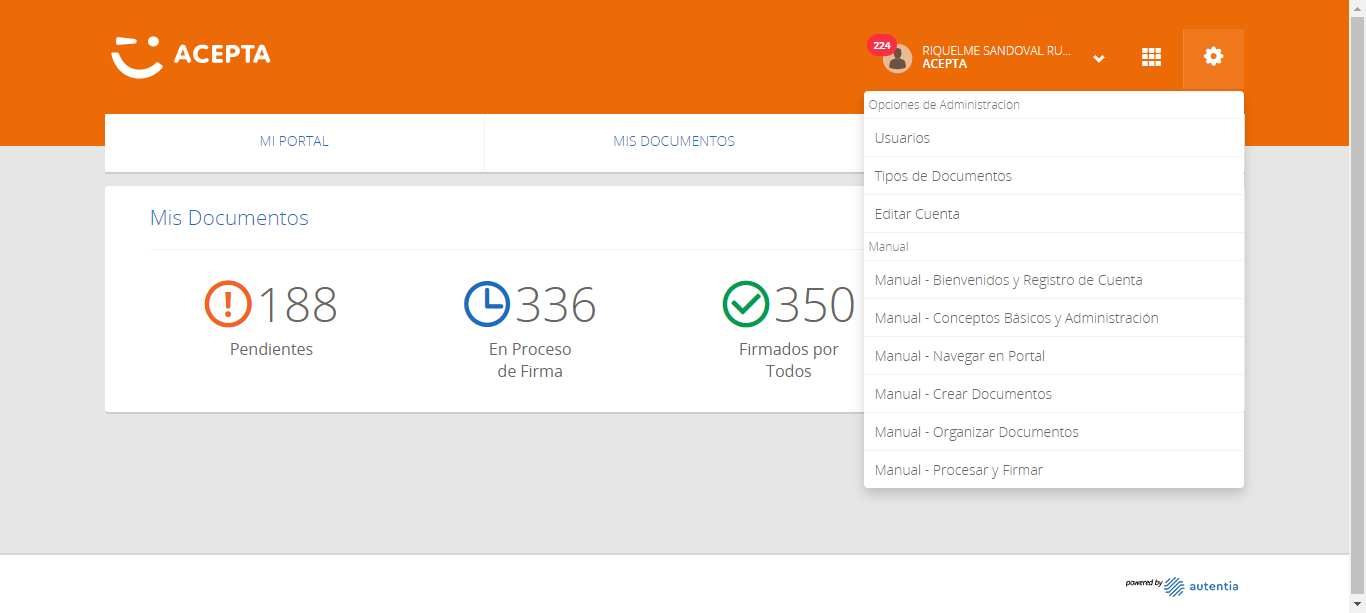 ACEPTA
224
RIQUELME SANDOVAL RU...
ACEPTA
Opciones de Administración
Usuarios
Tipos de Documentos
Editar Cuenta
Manual
Manual - Bienvenidos y Registro de Cuenta
Manual - Conceptos Básicos y Administración
Manual - Navegar en Portal
Manual - Crear Documentos
Manual - Organizar Documentos
Manual - Procesar y Firmar
MI PORTAL
MIS DOCUMENTOS
Mis Documentos
188
Pendientes
336
En Proceso
de Firma
350
Firmados por
Todos
powered by
autentia